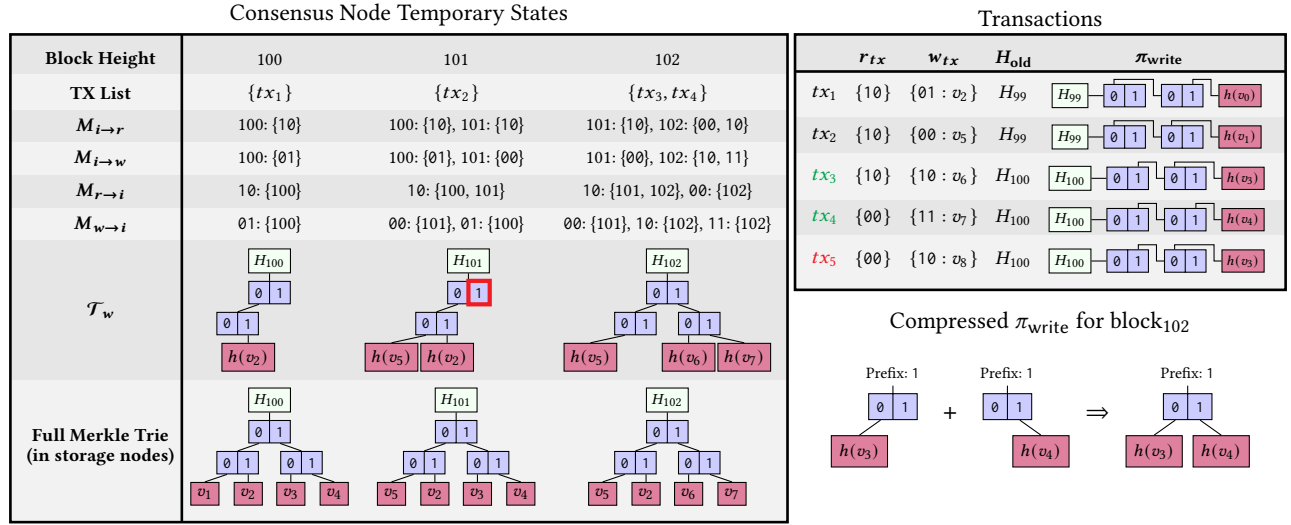 Consensus Node Temporary States
Block Height 100 101 102
TX List {tx₁} {tx₂} {tx₃, tx₄}
M i→r 100: {10} 100: {10}, 101: {10} 101: {10}, 102: {00, 10}
M i→w 100: {01} 100: {01}, 101: {00} 101: {00}, 102: {10, 11}
M r→i 10: {100} 10: {100, 101} 10: {101, 102}, 00: {102}
M w→i 01: {100} 00: {101}, 01: {100} 00: {101}, 10: {102}, 11: {102}
H₁₀₀ H₁₀₁ H₁₀₂
0 1 0 1 0 1
𝒯w
0 1 0 1 0 1 0 1
h(v₂) h(v₅) h(v₂) h(v₅) h(v₆) h(v₇)
H₁₀₀ H₁₀₁ H₁₀₂
0 1 0 1 0 1
Full Merkle Trie
(in storage nodes)
0 1 0 1 0 1 0 1 0 1 0 1
v₁ v₂ v₃ v₄ v₅ v₂ v₃ v₄ v₅ v₂ v₆ v₇
Transactions
r tx w tx H old π write
tx₁ {10} {01 : v₂} H₉₉ H₉₉ 0 1 0 1 h(v₀)
tx₂ {10} {00 : v₅} H₉₉ H₉₉ 0 1 0 1 h(v₁)
tx₃ {10} {10 : v₆} H₁₀₀ H₁₀₀ 0 1 0 1 h(v₃)
tx₄ {00} {11 : v₇} H₁₀₀ H₁₀₀ 0 1 0 1 h(v₄)
tx₅ {00} {10 : v₈} H₁₀₀ H₁₀₀ 0 1 0 1 h(v₃)
Compressed π write for block₁₀₂
Prefix: 1 Prefix: 1 Prefix: 1
0 1 + 0 1 ⇒ 0 1
h(v₃) h(v₄) h(v₃) h(v₄)